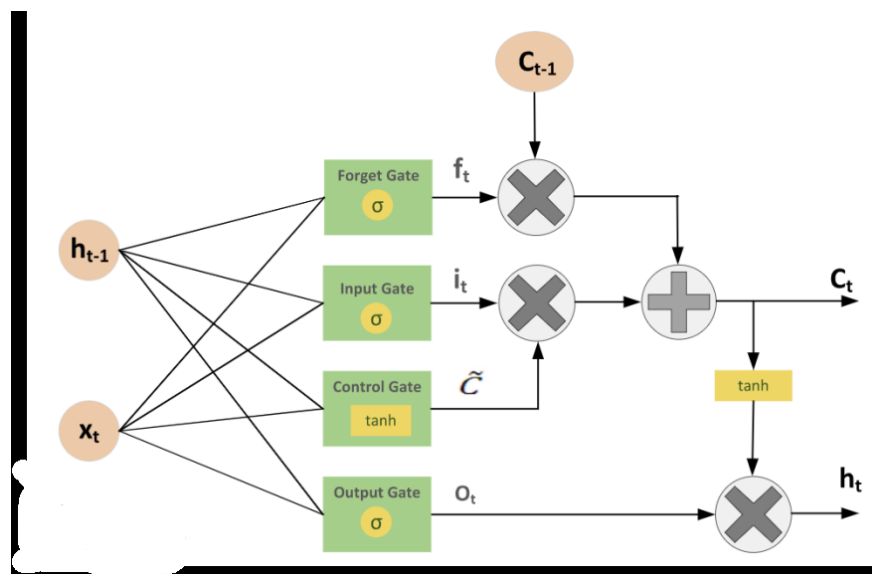 Cₜ₋₁
Forget Gate
σ
fₜ
hₜ₋₁
Input Gate
σ
iₜ
Cₜ
Control Gate
tanh
C̃
tanh
xₜ
Output Gate
σ
Oₜ
hₜ